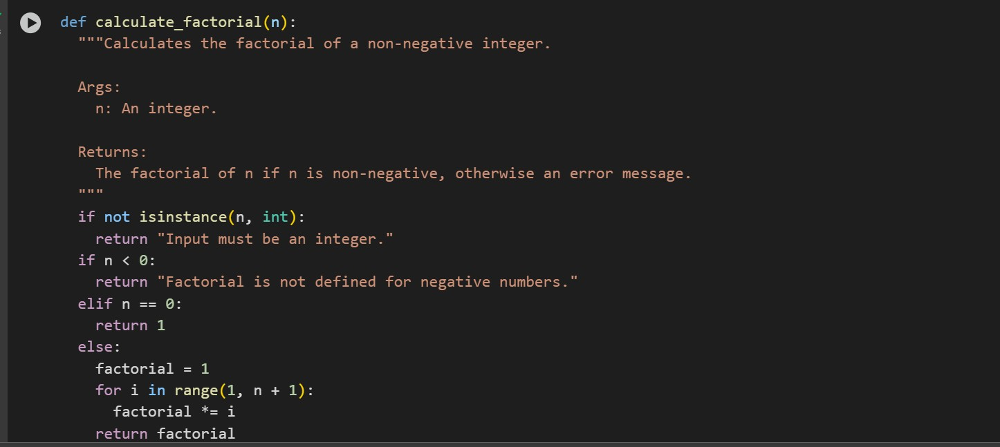 def calculate_factorial(n):
  """Calculates the factorial of a non-negative integer.

  Args:
    n: An integer.

  Returns:
    The factorial of n if n is non-negative, otherwise an error message.
  """
  if not isinstance(n, int):
    return "Input must be an integer."
  if n < 0:
    return "Factorial is not defined for negative numbers."
  elif n == 0:
    return 1
  else:
    factorial = 1
    for i in range(1, n + 1):
      factorial *= i
    return factorial